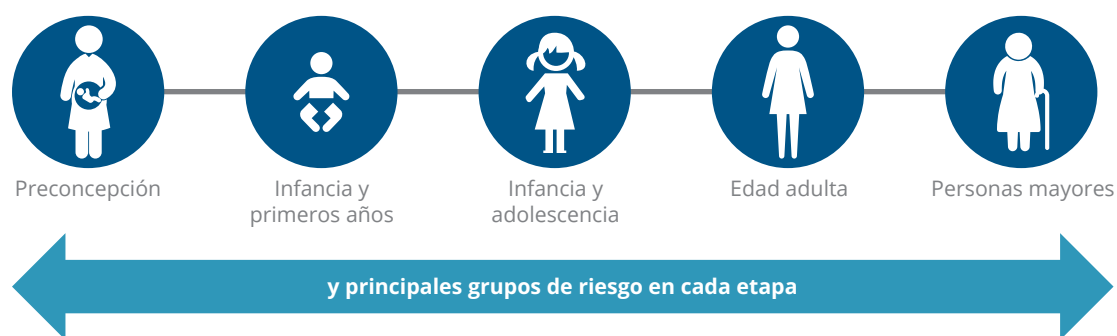 Preconcepción
Infancia y
primeros años
Infancia y
adolescencia
Edad adulta
Personas mayores
y principales grupos de riesgo en cada etapa